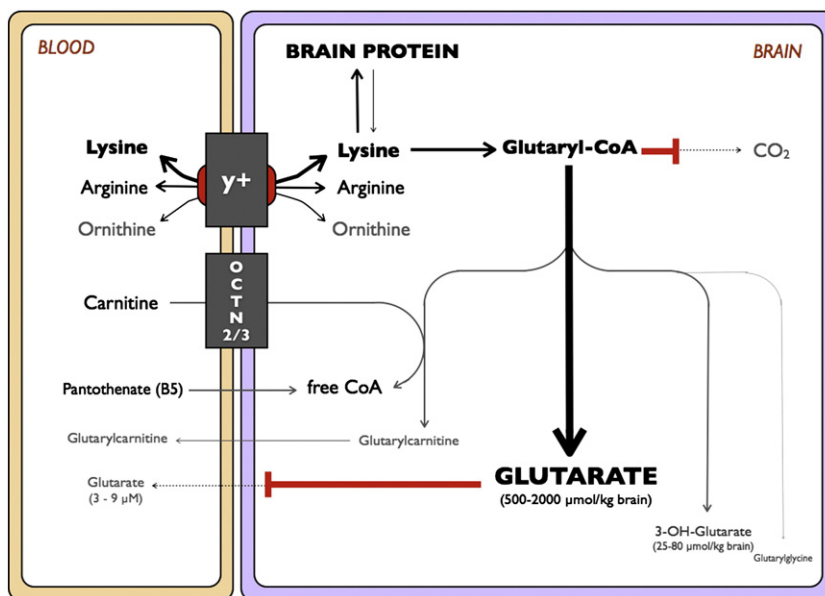 BLOOD
BRAIN
BRAIN PROTEIN
Lysine
y+
Lysine
Glutaryl-CoA
CO₂
Arginine
Arginine
Ornithine
Ornithine
Carnitine
OCTN
2/3
Pantothenate (B5)
free CoA
Glutarylcarnitine
Glutarylcarnitine
Glutarate
(3 - 9 µM)
GLUTARATE
(500-2000 µmol/kg brain)
3-OH-Glutarate
(25-80 µmol/kg brain)
Glutarylglycine